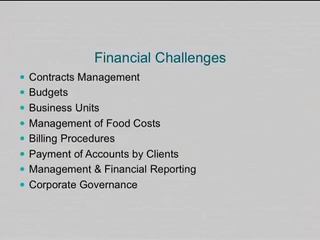 Financial Challenges
Contracts Management
Budgets
Business Units
Management of Food Costs
Billing Procedures
Payment of Accounts by Clients
Management & Financial Reporting
Corporate Governance